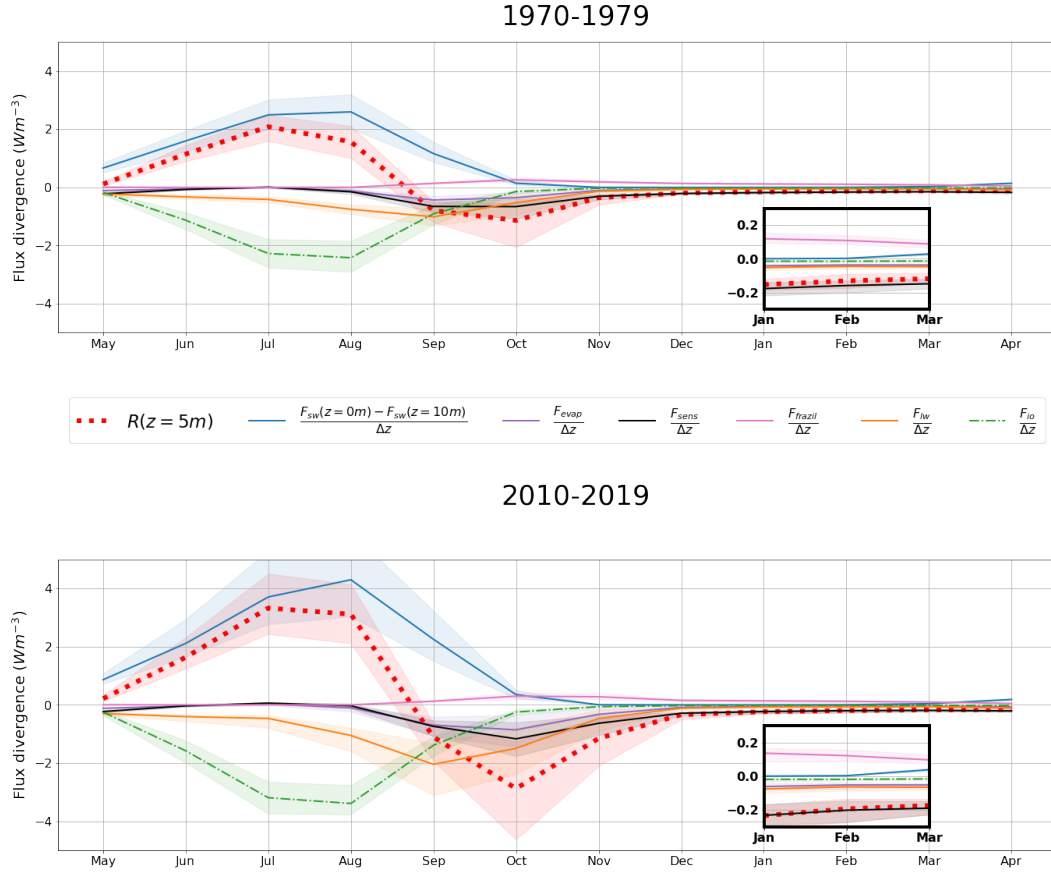 1970-1979
Flux divergence (Wm⁻³)
4
2
0
−2
−4
0.2
0.0
−0.2
Jan Feb Mar
May Jun Jul Aug Sep Oct Nov Dec Jan Feb Mar Apr
R(z = 5m) F_sw(z = 0m) − F_sw(z = 10m) / Δz F_evap / Δz F_sens / Δz F_frazil / Δz F_lw / Δz F_io / Δz
2010-2019
Flux divergence (Wm⁻³)
4
2
0
−2
−4
0.2
0.0
−0.2
Jan Feb Mar
May Jun Jul Aug Sep Oct Nov Dec Jan Feb Mar Apr